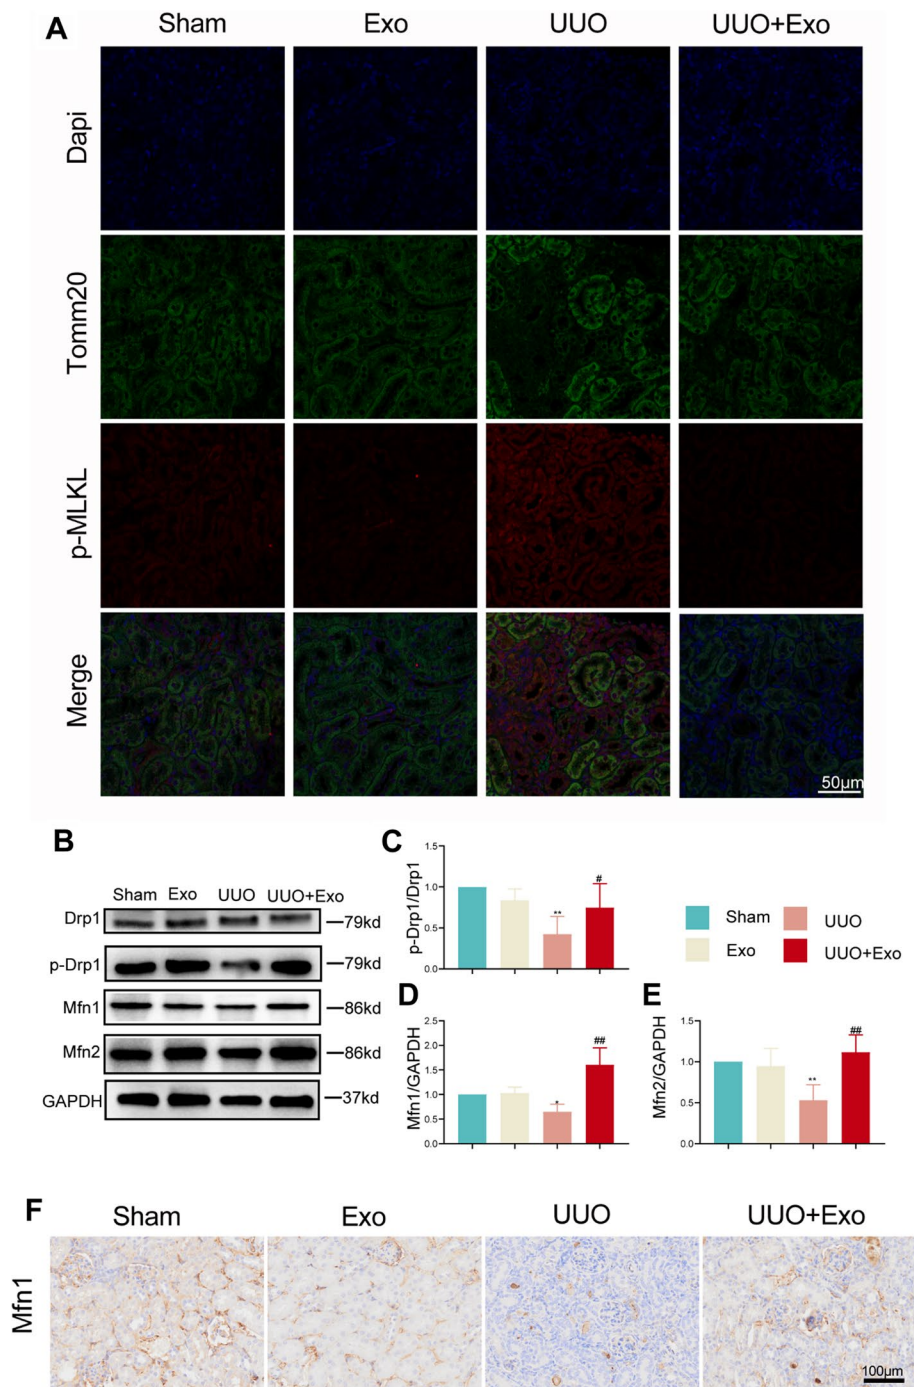 A
Sham Exo UUO UUO+Exo
Dapi
Tomm20
p-MLKL
Merge
50μm
B
Sham Exo UUO UUO+Exo
Drp1 79kd
p-Drp1 79kd
Mfn1 86kd
Mfn2 86kd
GAPDH 37kd
C
p-Drp1/Drp1
1.5
1.0
0.5
0.0
**
#
Sham
UUO
Exo
UUO+Exo
D
Mfn1/GAPDH
2.5
2.0
1.5
1.0
0.5
0.0
*
##
E
Mfn2/GAPDH
1.5
1.0
0.5
0.0
**
##
F
Sham Exo UUO UUO+Exo
Mfn1
100μm